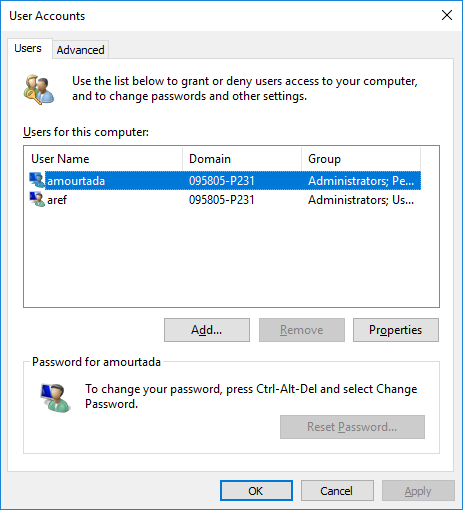 User Accounts
Users Advanced
Use the list below to grant or deny users access to your computer,
and to change passwords and other settings.
Users for this computer:
User Name Domain Group
amourtada 095805-P231 Administrators; Pe...
aref 095805-P231 Administrators; Us...
Add... Remove Properties
Password for amourtada
To change your password, press Ctrl-Alt-Del and select Change
Password.
Reset Password...
OK Cancel Apply